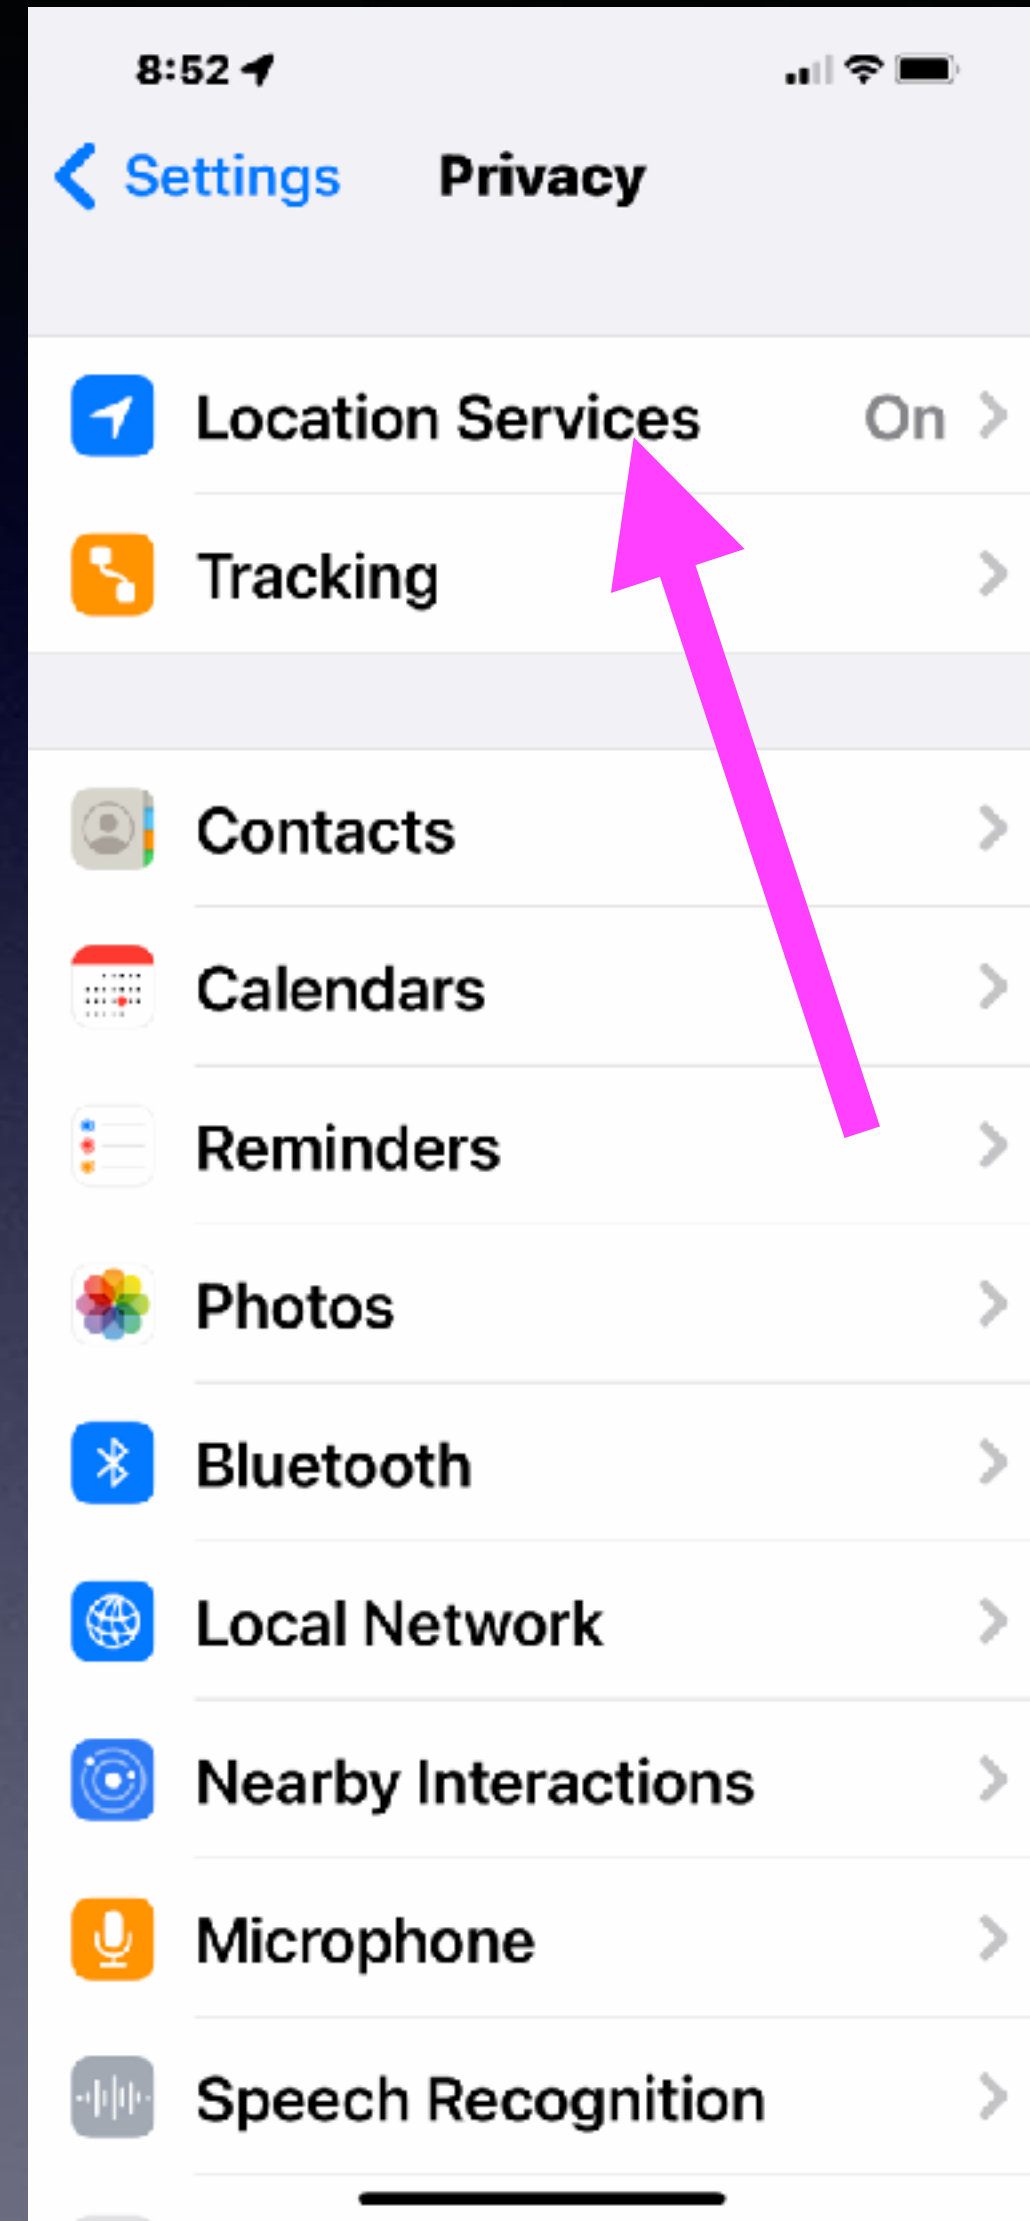 8:52
Settings Privacy
Location Services On
Tracking
Contacts
Calendars
Reminders
Photos
Bluetooth
Local Network
Nearby Interactions
Microphone
Speech Recognition